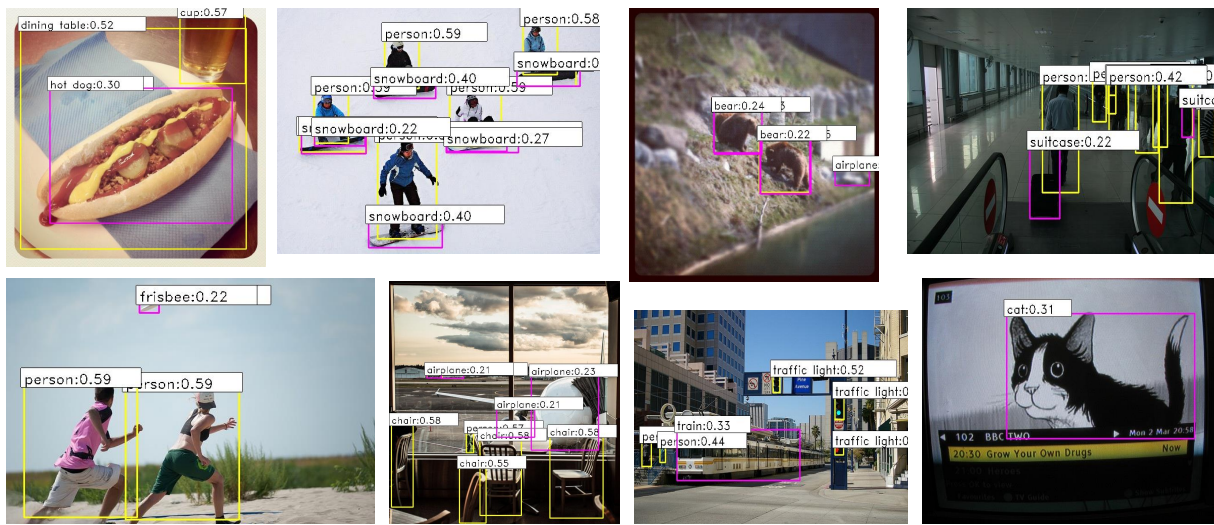 cup:0.57
dining table:0.52
hot dog:0.30
person:0.58
person:0.59
snowboard:0.40
snowboard:0
person:0.59
snowboard:0.22
snowboard:0.27
snowboard:0.40
bear:0.24
bear:0.22
airplane:
person:
person:0.42
suitc
suitcase:0.22
frisbee:0.22
person:0.59
person:0.59
airplane:0.21
airplane:0.23
airplane:0.21
chair:0.58
chair:0.58
chair:0.58
chair:0.55
traffic light:0.52
traffic light:0
train:0.33
person:0.44
traffic light:0
cat:0.31
103
102 BBC TWO
Mon 2 Mar 20:58
20:30 Grow Your Own Drugs
Now